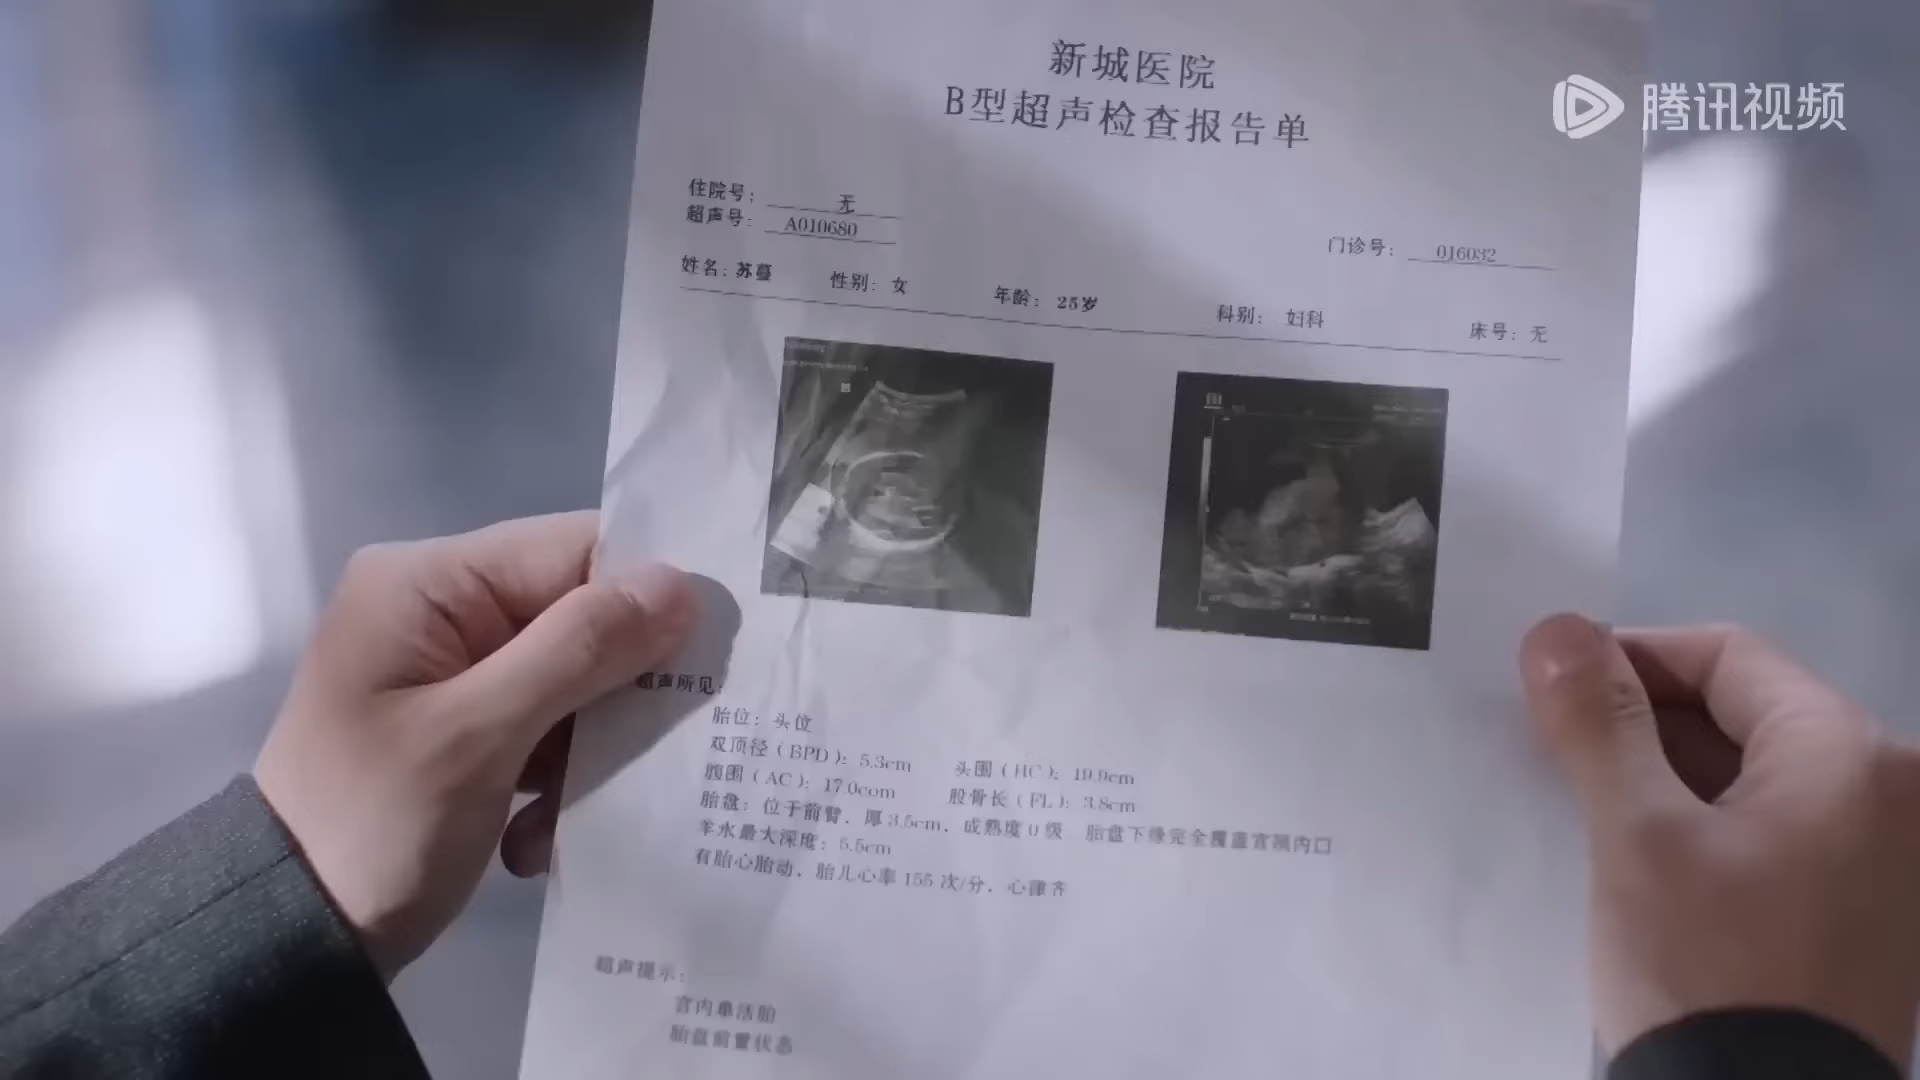 新城医院
B型超声检查报告单
腾讯视频
住院号： 无
超声号： A010680
门诊号： 016032
姓名：苏蔓 性别： 女 年龄： 25岁 科别： 妇科 床号：无
超声所见：
胎位：头位
双顶径（BPD）：5.3cm 头围（HC）：19.9cm
腹围（AC）：17.0com 股骨长（FL）：3.8cm
胎盘：位于前臂，厚3.5cm，成熟度0级 胎盘下缘完全覆盖宫颈内口
羊水最大深度：5.5cm
有胎心胎动，胎儿心率155次/分，心律齐
超声提示：
宫内单活胎
胎盘前置状态